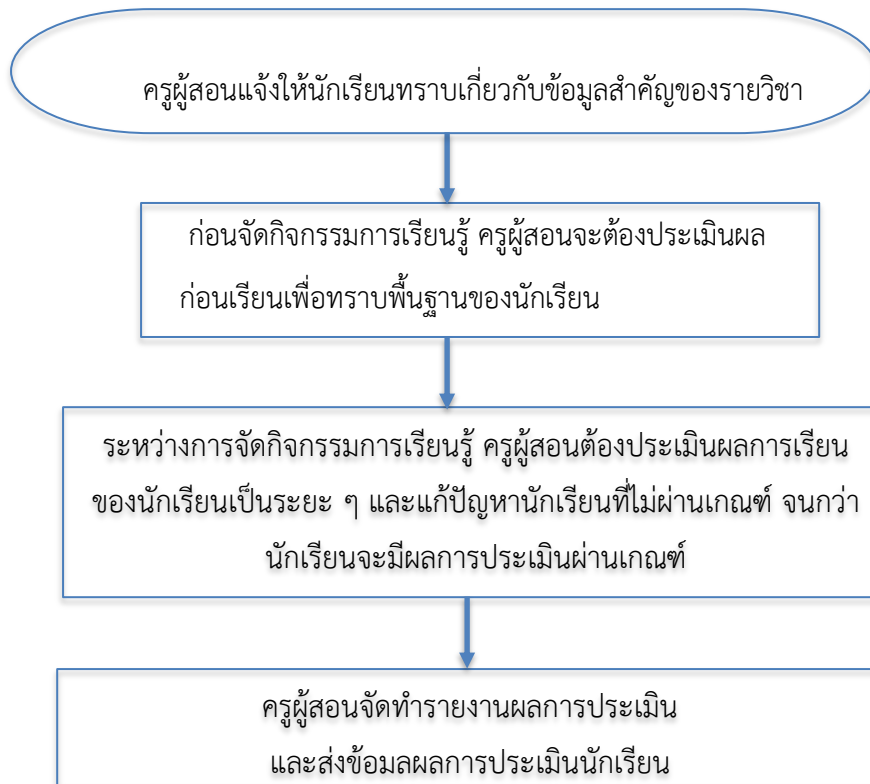 ครูผู้สอนแจ้งให้นักเรียนทราบเกี่ยวกับข้อมูลสำคัญของรายวิชา
ก่อนจัดกิจกรรมการเรียนรู้ ครูผู้สอนจะต้องประเมินผล
ก่อนเรียนเพื่อทราบพื้นฐานของนักเรียน
ระหว่างการจัดกิจกรรมการเรียนรู้ ครูผู้สอนต้องประเมินผลการเรียน
ของนักเรียนเป็นระยะ ๆ และแก้ปัญหานักเรียนที่ไม่ผ่านเกณฑ์ จนกว่า
นักเรียนจะมีผลการประเมินผ่านเกณฑ์
ครูผู้สอนจัดทำรายงานผลการประเมิน
และส่งข้อมูลผลการประเมินนักเรียน